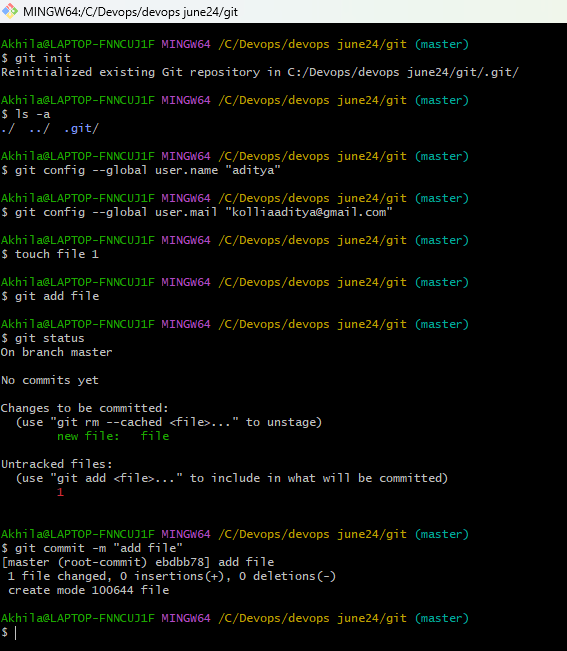 MINGW64:/C/Devops/devops june24/git
Akhila@LAPTOP-FNNCUJ1F MINGW64 /C/Devops/devops june24/git (master)
$ git init
Reinitialized existing Git repository in C:/Devops/devops june24/git/.git/
Akhila@LAPTOP-FNNCUJ1F MINGW64 /C/Devops/devops june24/git (master)
$ ls -a
./  ../  .git/
Akhila@LAPTOP-FNNCUJ1F MINGW64 /C/Devops/devops june24/git (master)
$ git config --global user.name "aditya"
Akhila@LAPTOP-FNNCUJ1F MINGW64 /C/Devops/devops june24/git (master)
$ git config --global user.mail "kolliaaditya@gmail.com"
Akhila@LAPTOP-FNNCUJ1F MINGW64 /C/Devops/devops june24/git (master)
$ touch file 1
Akhila@LAPTOP-FNNCUJ1F MINGW64 /C/Devops/devops june24/git (master)
$ git add file
Akhila@LAPTOP-FNNCUJ1F MINGW64 /C/Devops/devops june24/git (master)
$ git status
On branch master
No commits yet
Changes to be committed:
  (use "git rm --cached <file>..." to unstage)
        new file:   file
Untracked files:
  (use "git add <file>..." to include in what will be committed)
        1
Akhila@LAPTOP-FNNCUJ1F MINGW64 /C/Devops/devops june24/git (master)
$ git commit -m "add file"
[master (root-commit) ebdbb78] add file
 1 file changed, 0 insertions(+), 0 deletions(-)
 create mode 100644 file
Akhila@LAPTOP-FNNCUJ1F MINGW64 /C/Devops/devops june24/git (master)
$